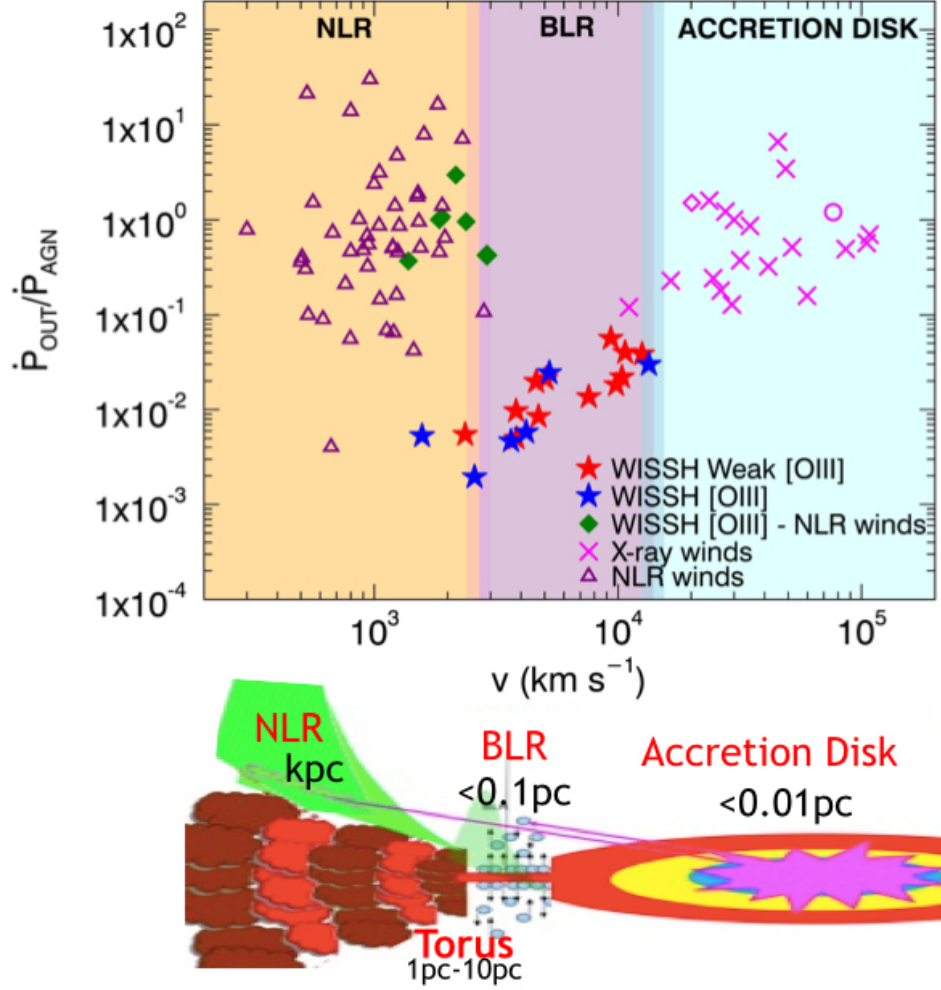 NLR BLR ACCRETION DISK
1x10²
1x10¹
1x10⁰
1x10⁻¹
1x10⁻²
1x10⁻³
1x10⁻⁴
Ṗ_OUT/Ṗ_AGN
WISSH Weak [OIII]
WISSH [OIII]
WISSH [OIII] - NLR winds
X-ray winds
NLR winds
10³ 10⁴ 10⁵
v (km s⁻¹)
NLR
kpc
BLR
<0.1pc
Accretion Disk
<0.01pc
Torus
1pc-10pc